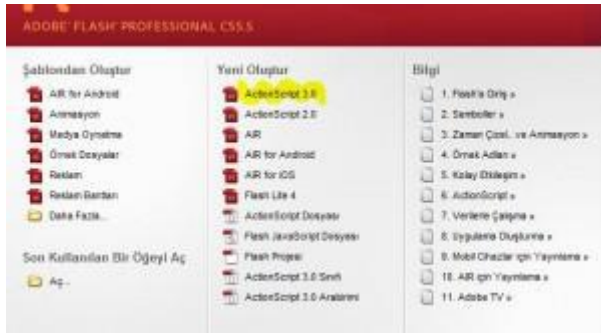 ADOBE® FLASH® PROFESSIONAL CS5.5
Şablondan Oluştur
AIR for Android
Animasyon
Medya Oynatma
Örnek Dosyalar
Reklam
Reklam Bantları
Daha Fazla...
Son Kullanılan Bir Öğeyi Aç
Aç...
Yeni Oluştur
ActionScript 3.0
ActionScript 2.0
AIR
AIR for Android
AIR for iOS
Flash Lite 4
ActionScript Dosyası
Flash JavaScript Dosyası
Flash Projesi
ActionScript 3.0 Sınıfı
ActionScript 3.0 Arabirimi
Bilgi
1. Flash'a Giriş »
2. Semboller »
3. Zaman Çizel. ve Animasyon »
4. Örnek Adları »
5. Kolay Etkileşim »
6. ActionScript »
7. Verilerle Çalışma »
8. Uygulama Oluşturma »
9. Mobil Cihazlar için Yayınlama »
10. AIR için Yayınlama »
11. Adobe TV »